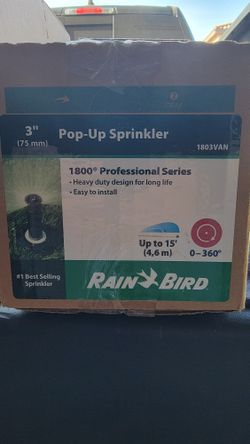 3"
(75 mm)
Pop-Up Sprinkler
1803VAN
1800® Professional Series
• Heavy duty design for long life
• Easy to install
Up to 15'
(4,6 m)
0–360°
#1 Best Selling
Sprinkler
RAIN BIRD